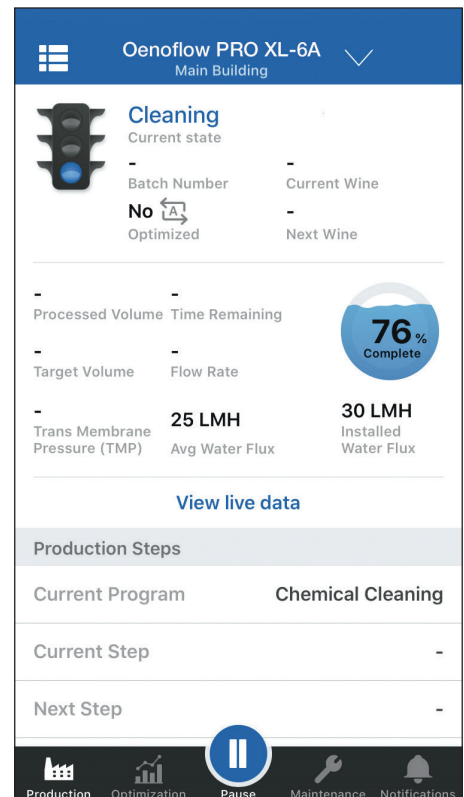 Oenoflow PRO XL-6A
Main Building
Cleaning
Current state
- -
Batch Number Current Wine
No A -
Optimized Next Wine
- -
Processed Volume Time Remaining
76%
Complete
- -
Target Volume Flow Rate
- 25 LMH 30 LMH
Trans Membrane Installed
Pressure (TMP) Avg Water Flux Water Flux
View live data
Production Steps
Current Program Chemical Cleaning
Current Step -
Next Step -
Production Optimization Pause Maintenance Notifications